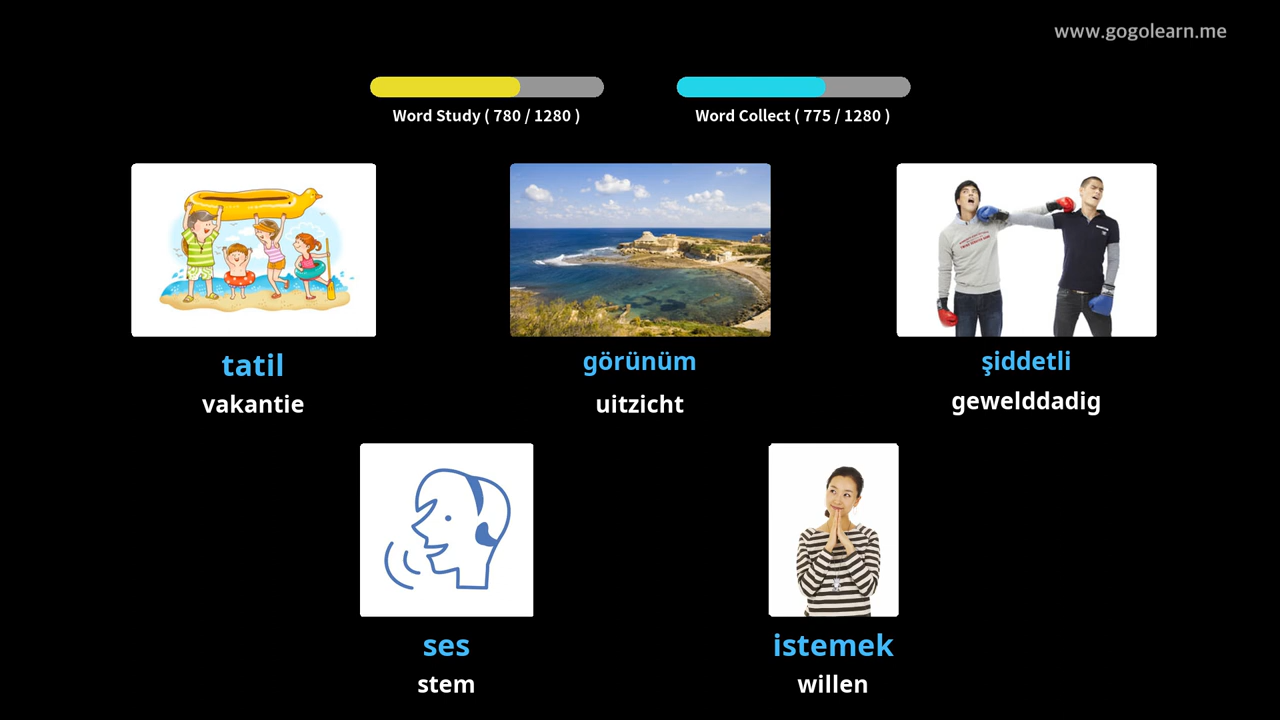 www.gogolearn.me
Word Study ( 780 / 1280 )
Word Collect ( 775 / 1280 )
tatil
vakantie
görünüm
uitzicht
şiddetli
gewelddadig
ses
stem
istemek
willen